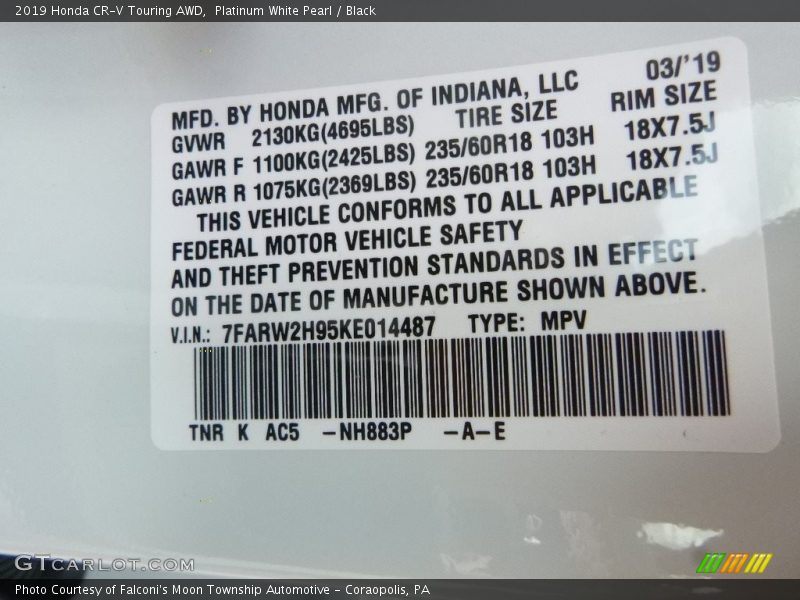 2019 Honda CR-V Touring AWD, Platinum White Pearl / Black
MFD. BY HONDA MFG. OF INDIANA, LLC 03/'19
GVWR 2130KG(4695LBS) TIRE SIZE RIM SIZE
GAWR F 1100KG(2425LBS) 235/60R18 103H 18X7.5J
GAWR R 1075KG(2369LBS) 235/60R18 103H 18X7.5J
THIS VEHICLE CONFORMS TO ALL APPLICABLE
FEDERAL MOTOR VEHICLE SAFETY
AND THEFT PREVENTION STANDARDS IN EFFECT
ON THE DATE OF MANUFACTURE SHOWN ABOVE.
V.I.N.: 7FARW2H95KE014487 TYPE: MPV
TNR K AC5 -NH883P -A-E
GTCARLOT.COM
Photo Courtesy of Falconi's Moon Township Automotive - Coraopolis, PA